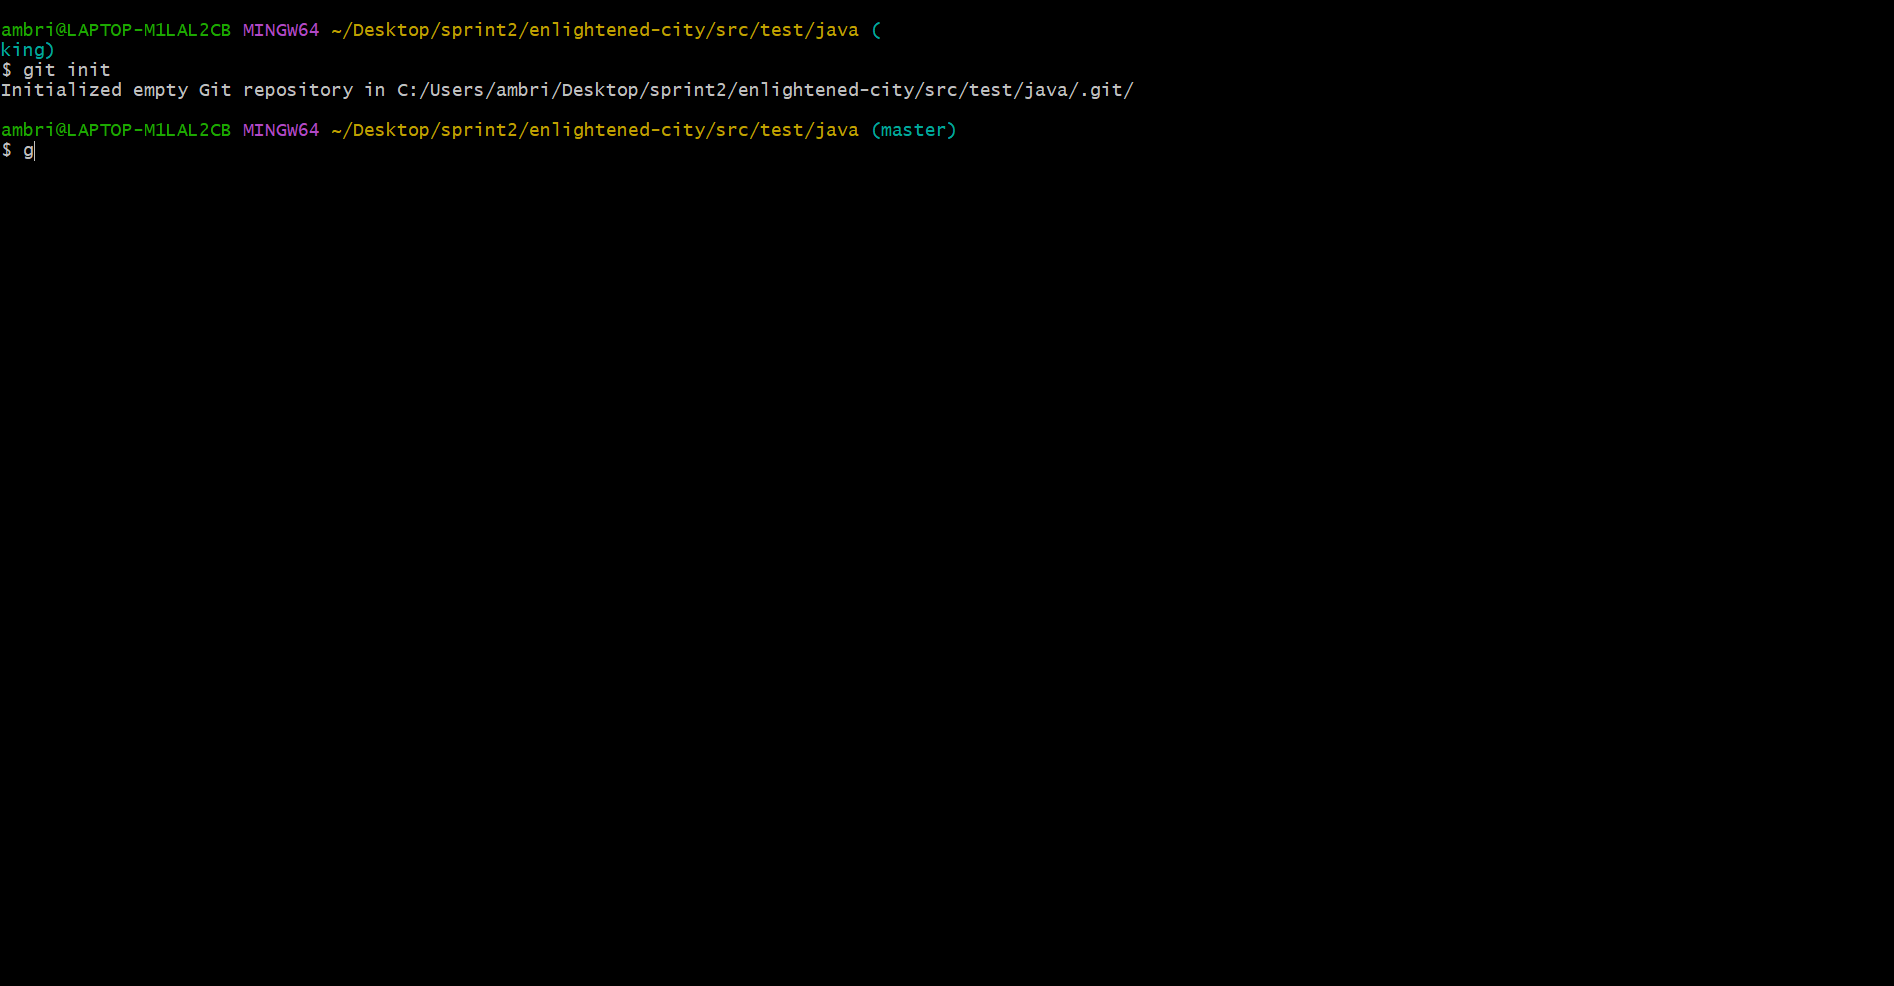 ambri@LAPTOP-M1LAL2CB MINGW64 ~/Desktop/sprint2/enlightened-city/src/test/java (
king)
$ git init
Initialized empty Git repository in C:/Users/ambri/Desktop/sprint2/enlightened-city/src/test/java/.git/
ambri@LAPTOP-M1LAL2CB MINGW64 ~/Desktop/sprint2/enlightened-city/src/test/java (master)
$ g